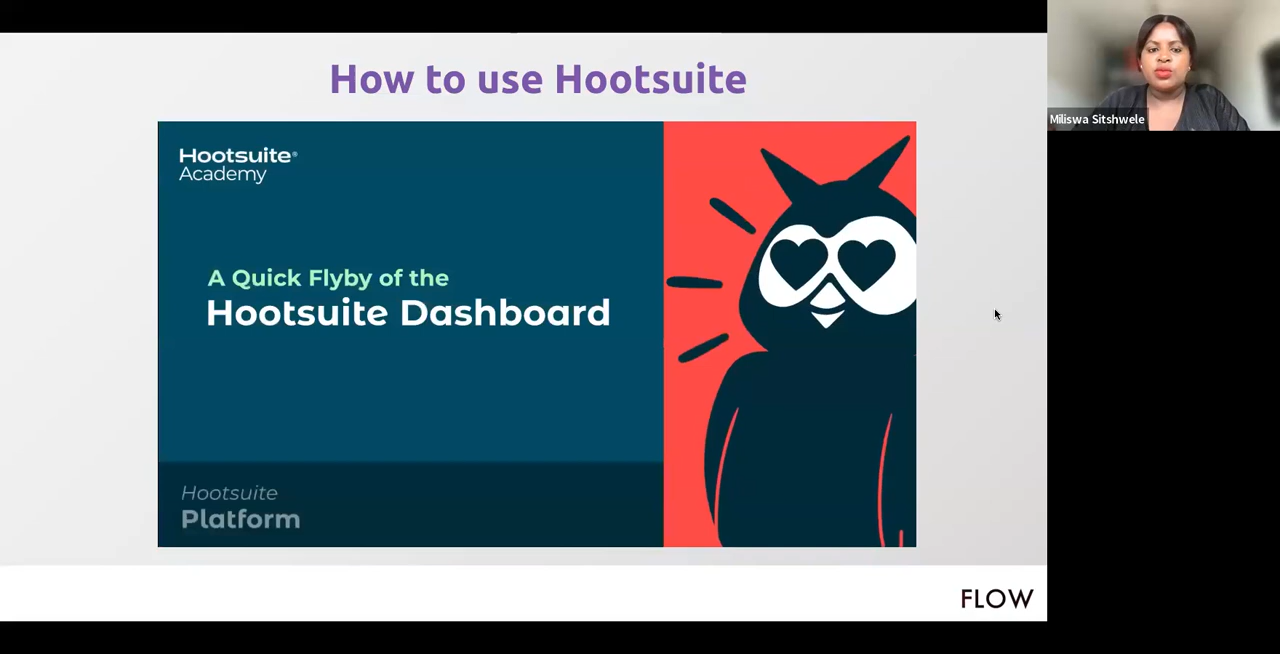 How to use Hootsuite
Hootsuite®
Academy
A Quick Flyby of the
Hootsuite Dashboard
Hootsuite
Platform
FLOW
Miliswa Sitshwele